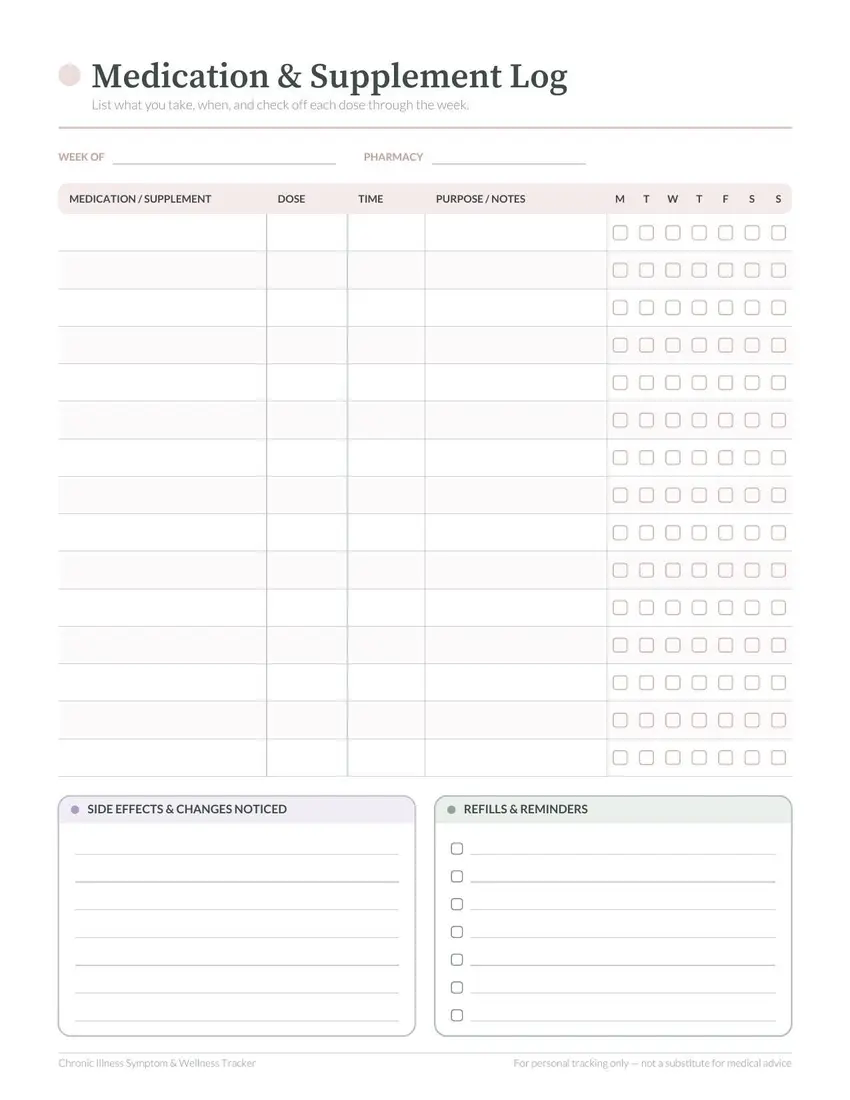 Medication & Supplement Log
List what you take, when, and check off each dose through the week.
WEEK OF
PHARMACY
MEDICATION / SUPPLEMENT DOSE TIME PURPOSE / NOTES M T W T F S S
SIDE EFFECTS & CHANGES NOTICED
REFILLS & REMINDERS
Chronic Illness Symptom & Wellness Tracker
For personal tracking only — not a substitute for medical advice